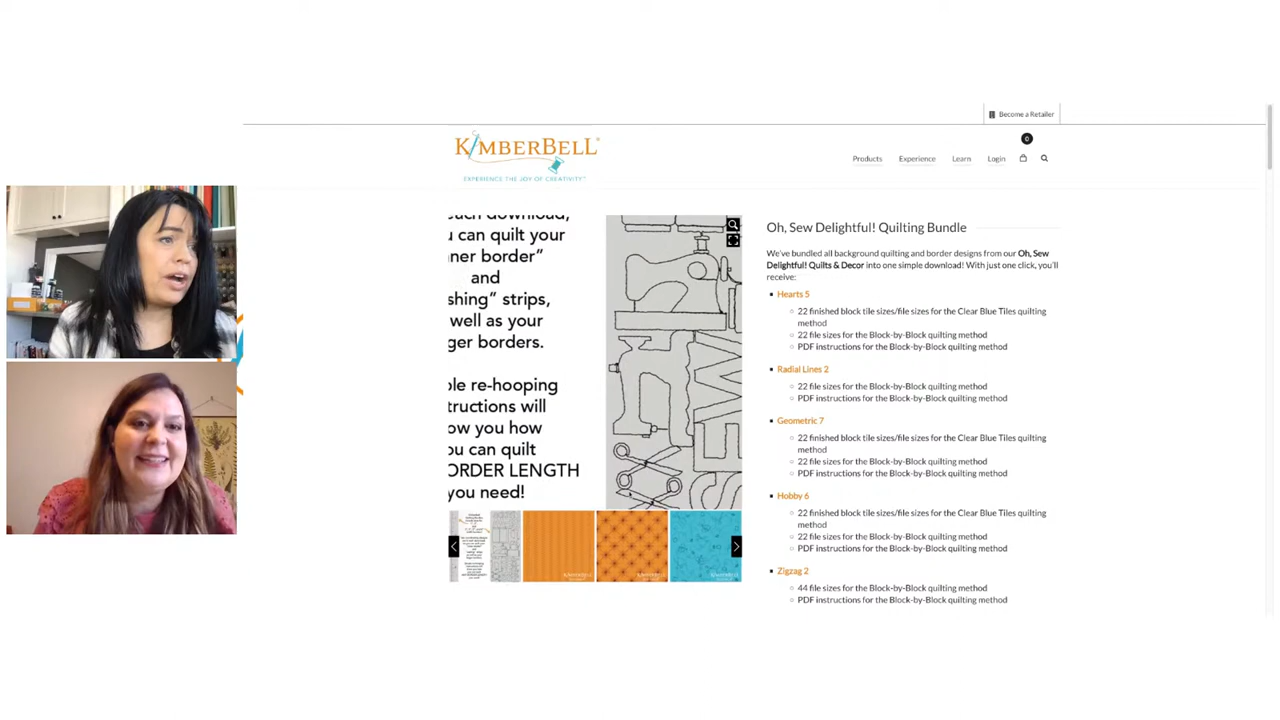 Become a Retailer
0
KIMBERBELL
EXPERIENCE THE JOY OF CREATIVITY™
Products Experience Learn Login
each download,
u can quilt your
nner border"
and
shing" strips,
well as your
ger borders.
ple re-hooping
tructions will
ow you how
ou can quilt
ORDER LENGTH
you need!
SEW
KIMBERBELL KIMBERBELL KIMBERBELL
Oh, Sew Delightful! Quilting Bundle
We've bundled all background quilting and border designs from our Oh, Sew
Delightful! Quilts & Decor into one simple download! With just one click, you'll
receive:
Hearts 5
22 finished block tile sizes/file sizes for the Clear Blue Tiles quilting
method
22 file sizes for the Block-by-Block quilting method
PDF instructions for the Block-by-Block quilting method
Radial Lines 2
22 file sizes for the Block-by-Block quilting method
PDF instructions for the Block-by-Block quilting method
Geometric 7
22 finished block tile sizes/file sizes for the Clear Blue Tiles quilting
method
22 file sizes for the Block-by-Block quilting method
PDF instructions for the Block-by-Block quilting method
Hobby 6
22 finished block tile sizes/file sizes for the Clear Blue Tiles quilting
method
22 file sizes for the Block-by-Block quilting method
PDF instructions for the Block-by-Block quilting method
Zigzag 2
44 file sizes for the Block-by-Block quilting method
PDF instructions for the Block-by-Block quilting method